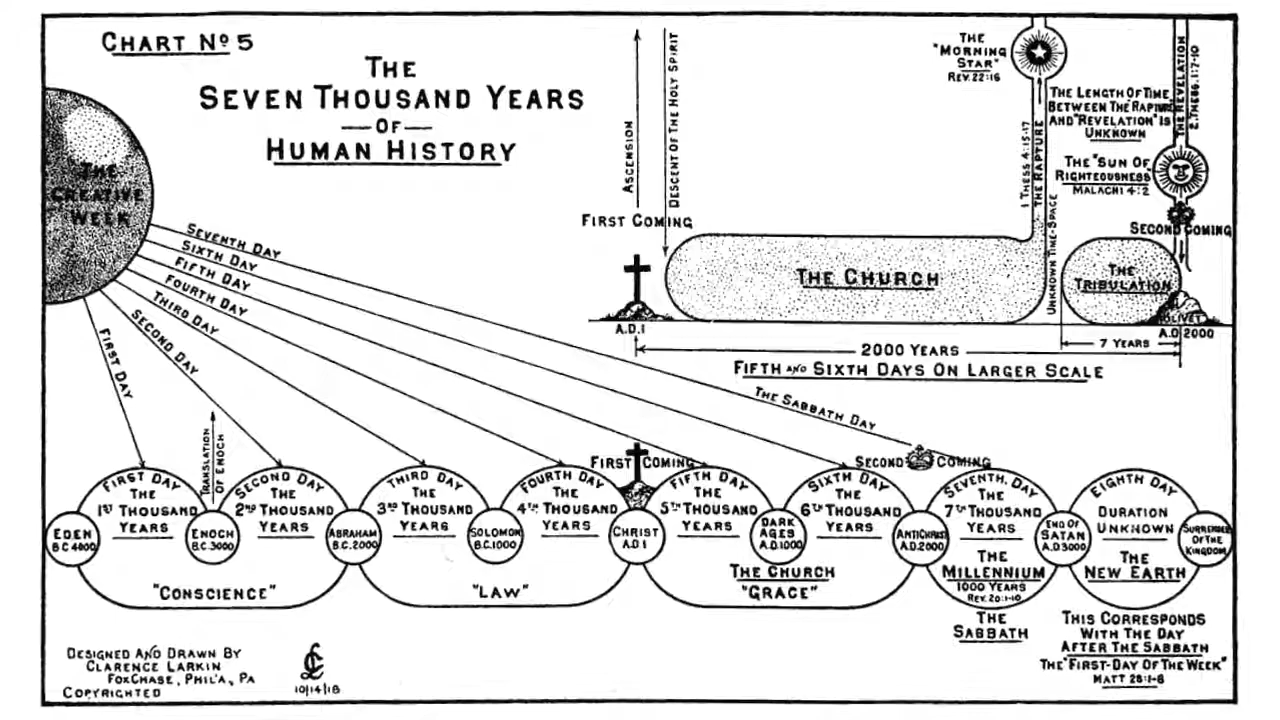 CHART Nº 5
THE
SEVEN THOUSAND YEARS
—OF—
HUMAN HISTORY
THE
CREATIVE
WEEK
ASCENSION
DESCENT OF THE HOLY SPIRIT
FIRST COMING
THE
"MORNING
STAR"
REV. 22:16
1 THESS 4:15-17
THE RAPTURE
UNKNOWN TIME-SPACE
THE LENGTH OF TIME
BETWEEN THE RAPTURE
AND "REVELATION" IS
UNKNOWN
THE REVELATION
2. THESS. 1:7-10
THE "SUN OF
RIGHTEOUSNESS"
MALACHI 4:2
SECOND COMING
THE CHURCH
THE
TRIBULATION
OLIVET
A.D.1
A.D.2000
2000 YEARS
7 YEARS
FIFTH AND SIXTH DAYS ON LARGER SCALE
SEVENTH DAY
SIXTH DAY
FIFTH DAY
FOURTH DAY
THIRD DAY
SECOND DAY
FIRST DAY
THE SABBATH DAY
TRANSLATION
OF ENOCH
FIRST COMING
SECOND COMING
FIRST DAY
THE
1ST THOUSAND
YEARS
SECOND DAY
THE
2ND THOUSAND
YEARS
THIRD DAY
THE
3RD THOUSAND
YEARS
FOURTH DAY
THE
4TH THOUSAND
YEARS
FIFTH DAY
THE
5TH THOUSAND
YEARS
SIXTH DAY
THE
6TH THOUSAND
YEARS
SEVENTH. DAY
THE
7TH THOUSAND
YEARS
EIGHTH DAY
DURATION
UNKNOWN
EDEN
B.C 4000
ENOCH
B.C.3000
ABRAHAM
B.C.2000
SOLOMON
B.C.1000
CHRIST
A.D.1
DARK
AGES
A.D.1000
ANTICHRIST
A.D.2000
END OF
SATAN
A.D.3000
SURRENDER
OF THE
KINGDOM
"CONSCIENCE"
"LAW"
THE CHURCH
"GRACE"
THE
MILLENNIUM
1000 YEARS
REV. 20:1-10
THE
SABBATH
THE
NEW EARTH
THIS CORRESPONDS
WITH THE DAY
AFTER THE SABBATH
THE "FIRST-DAY OF THE WEEK"
MATT 28:1-8
DESIGNED AND DRAWN BY
CLARENCE LARKIN
FOXCHASE, PHIL'A., PA
COPYRIGHTED
CL
10/14/18